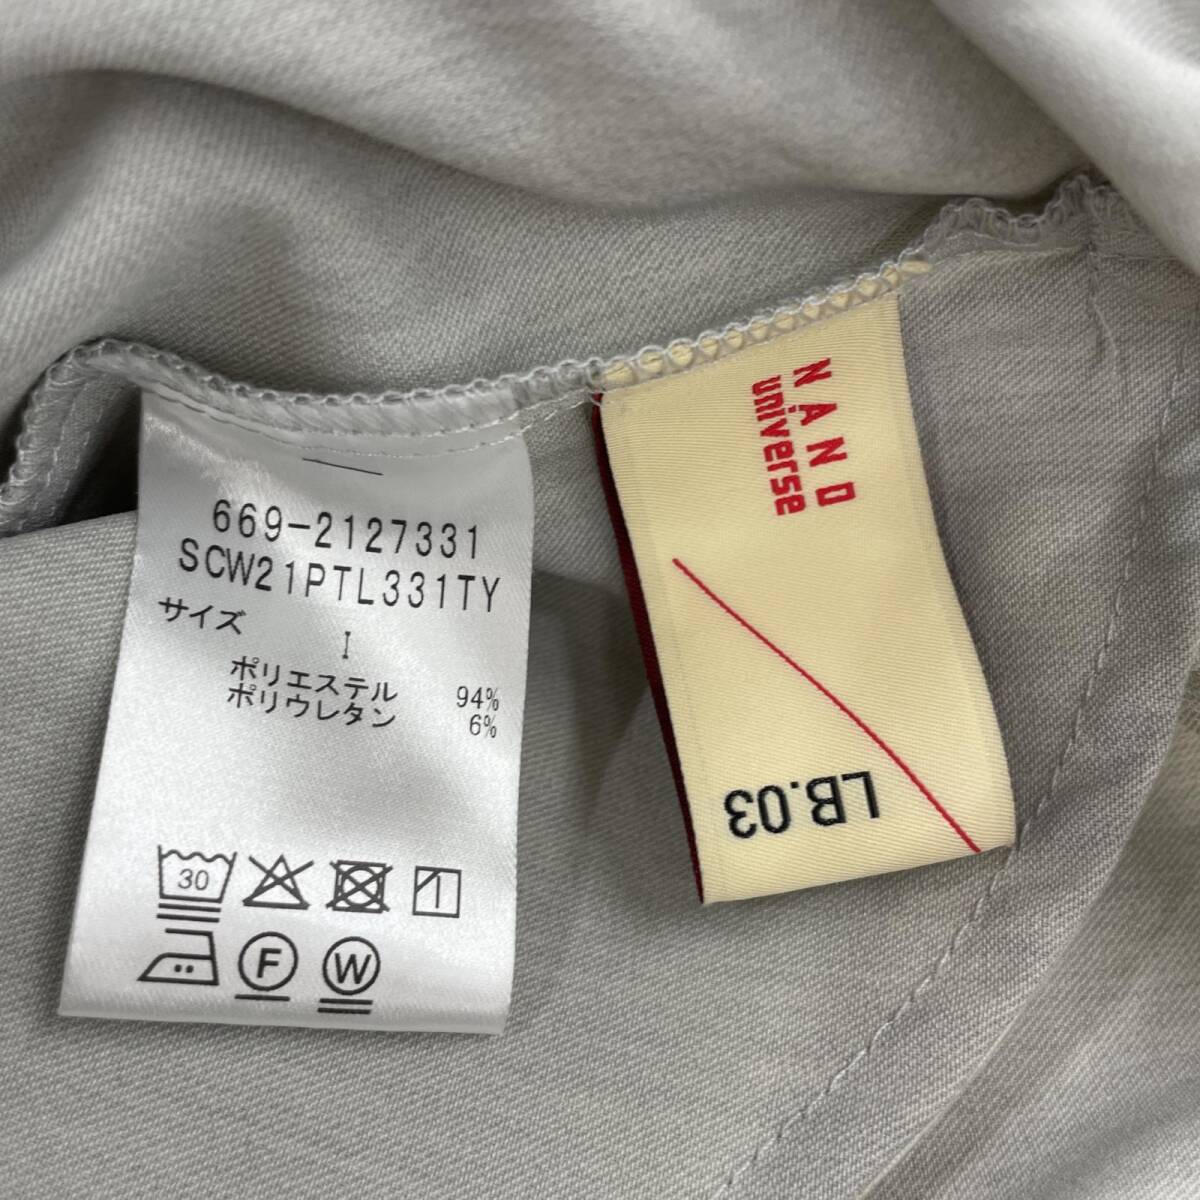 669-2127331
SCW21PTL331TY
サイズ I
ポリエステル 94%
ポリウレタン 6%
30
F W
NANO
universe
LB.03